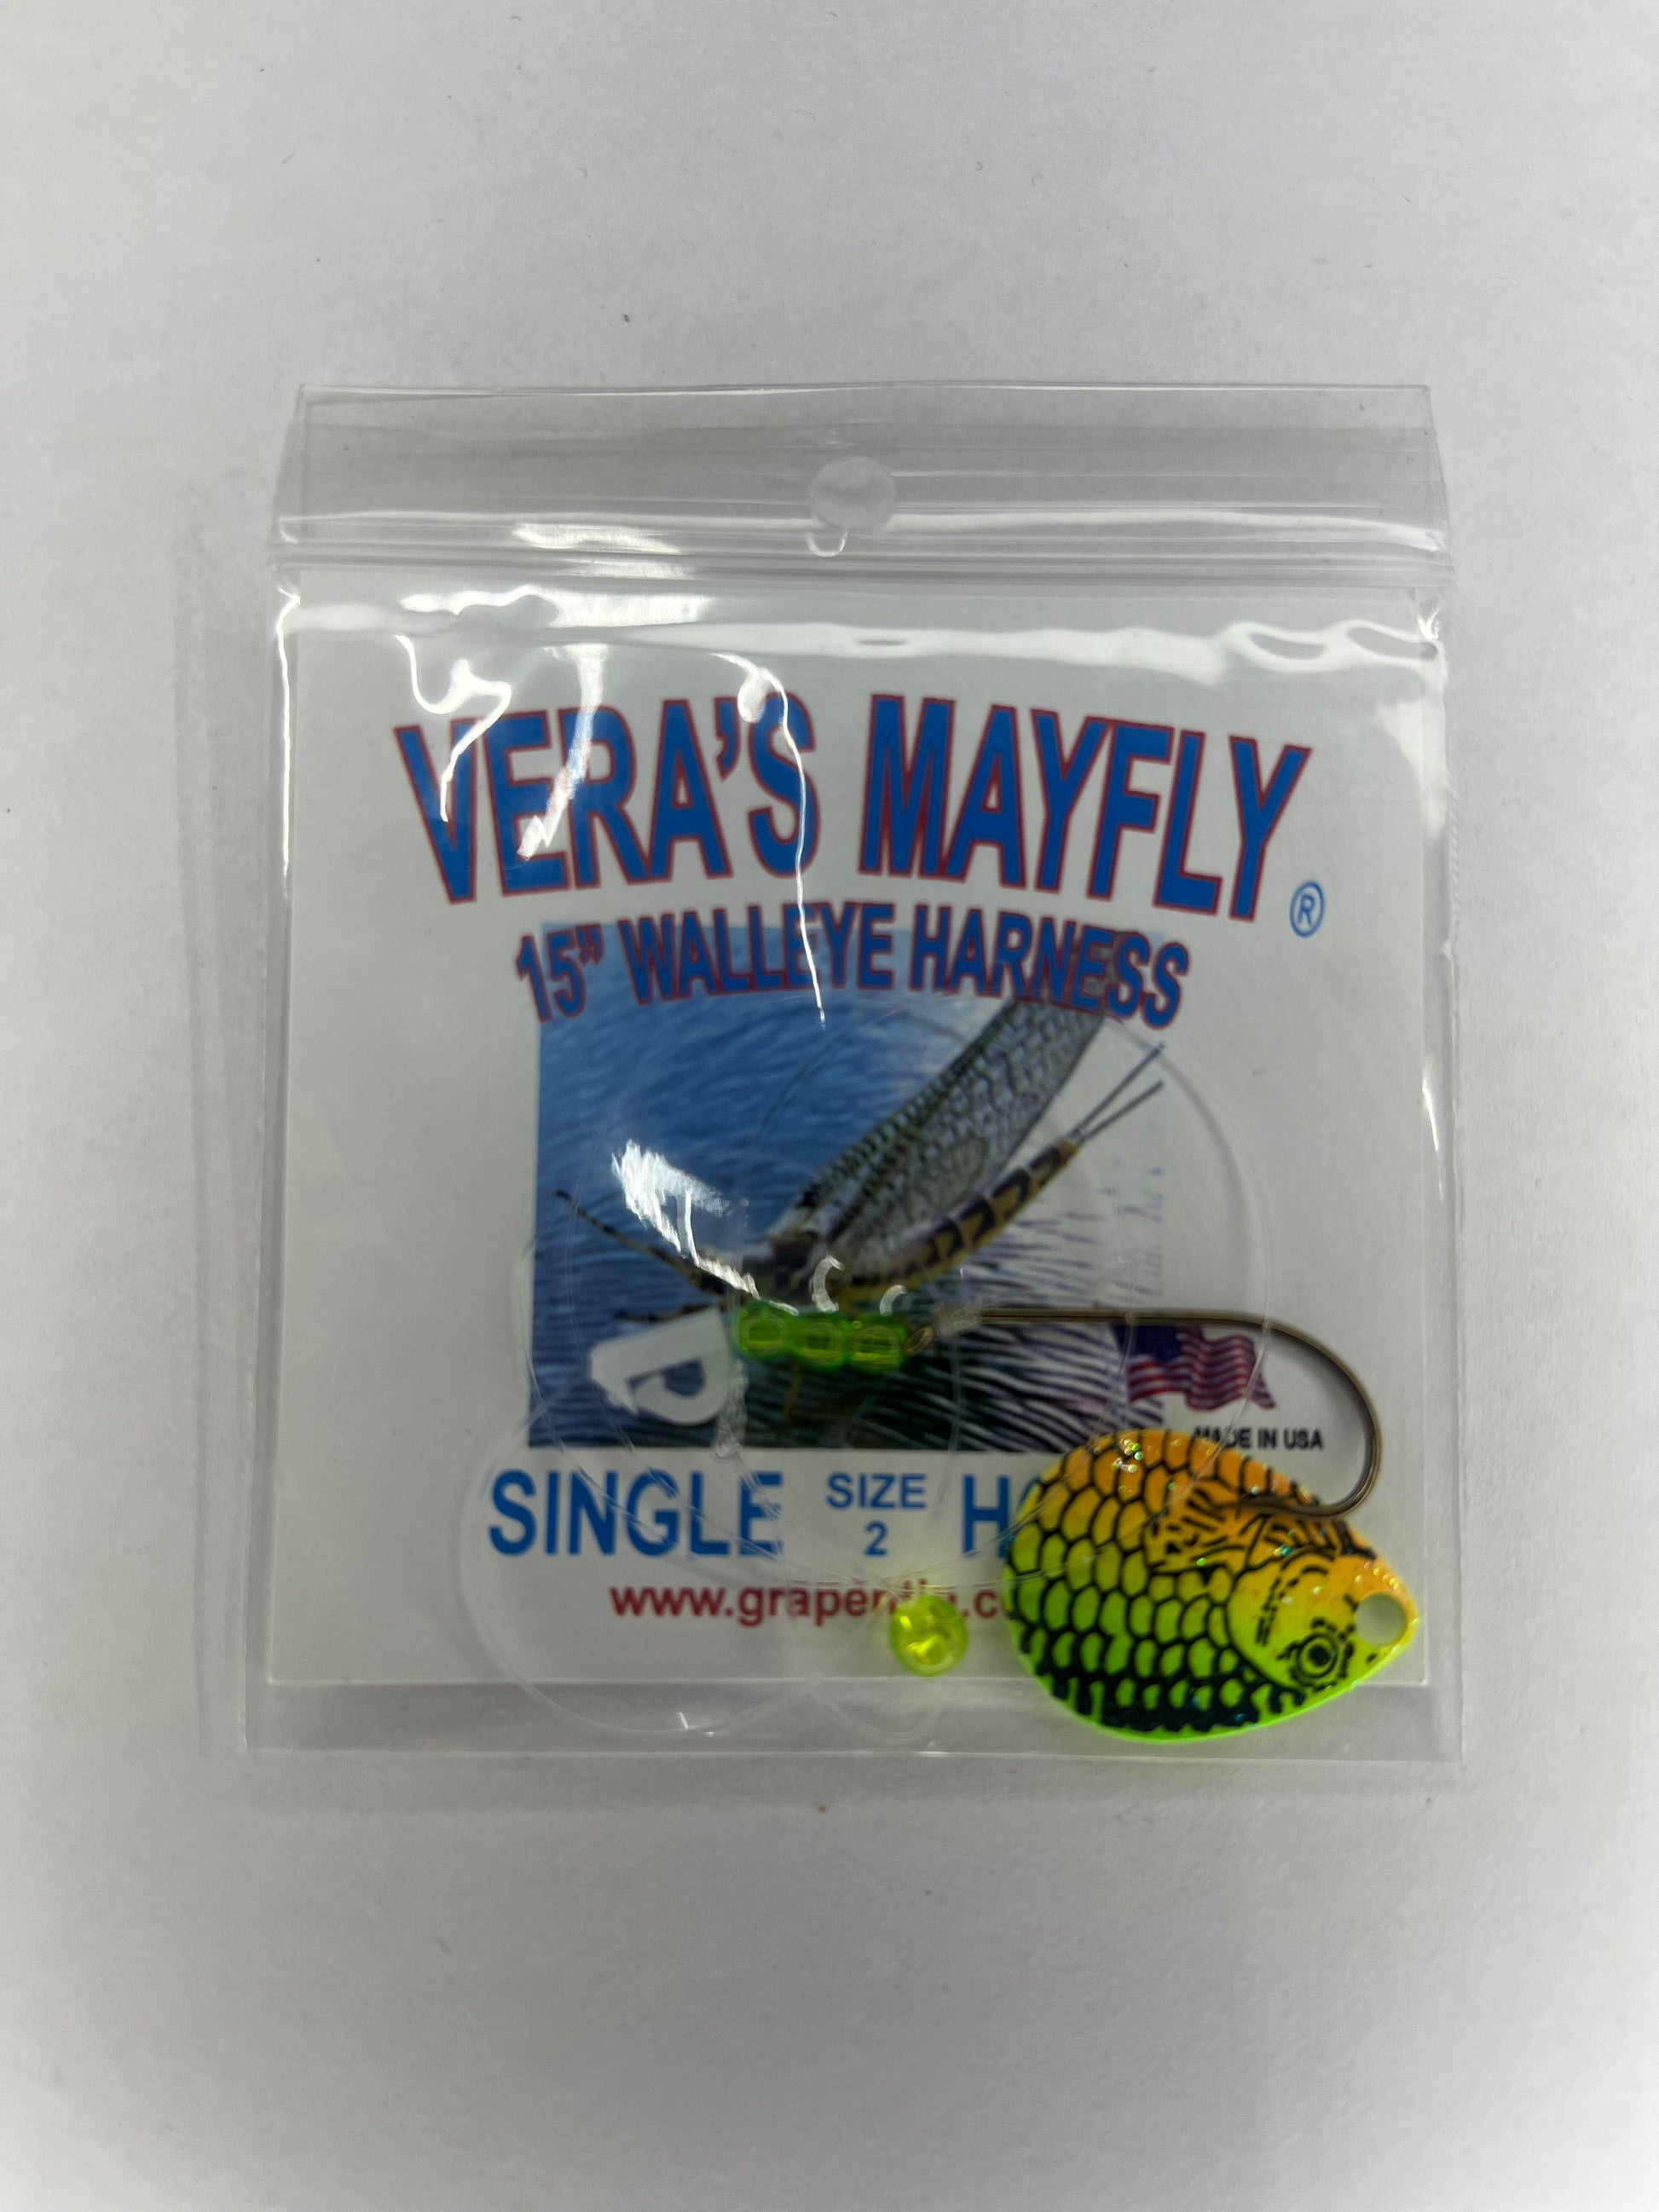 VERA'S MAYFLY ®
15" WALLEYE HARNESS
MADE IN USA
SINGLE SIZE 2